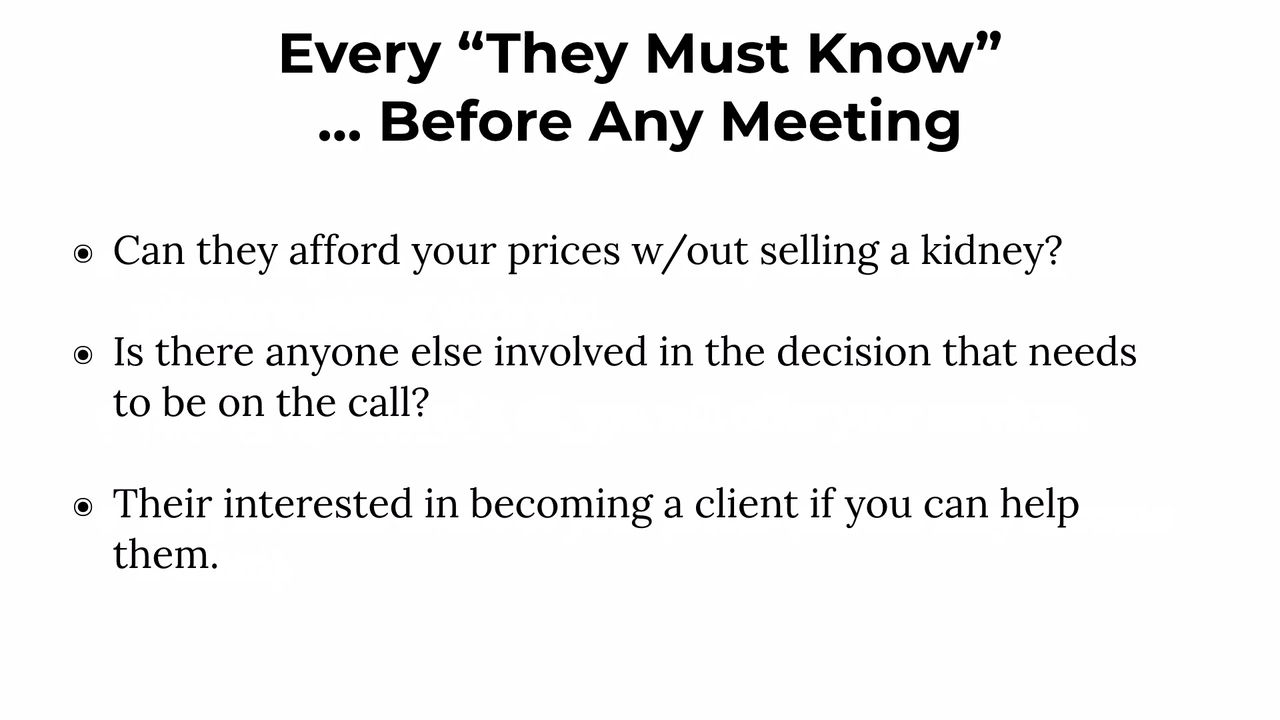 Every “They Must Know”
... Before Any Meeting
Can they afford your prices w/out selling a kidney?
Is there anyone else involved in the decision that needs
to be on the call?
Their interested in becoming a client if you can help
them.